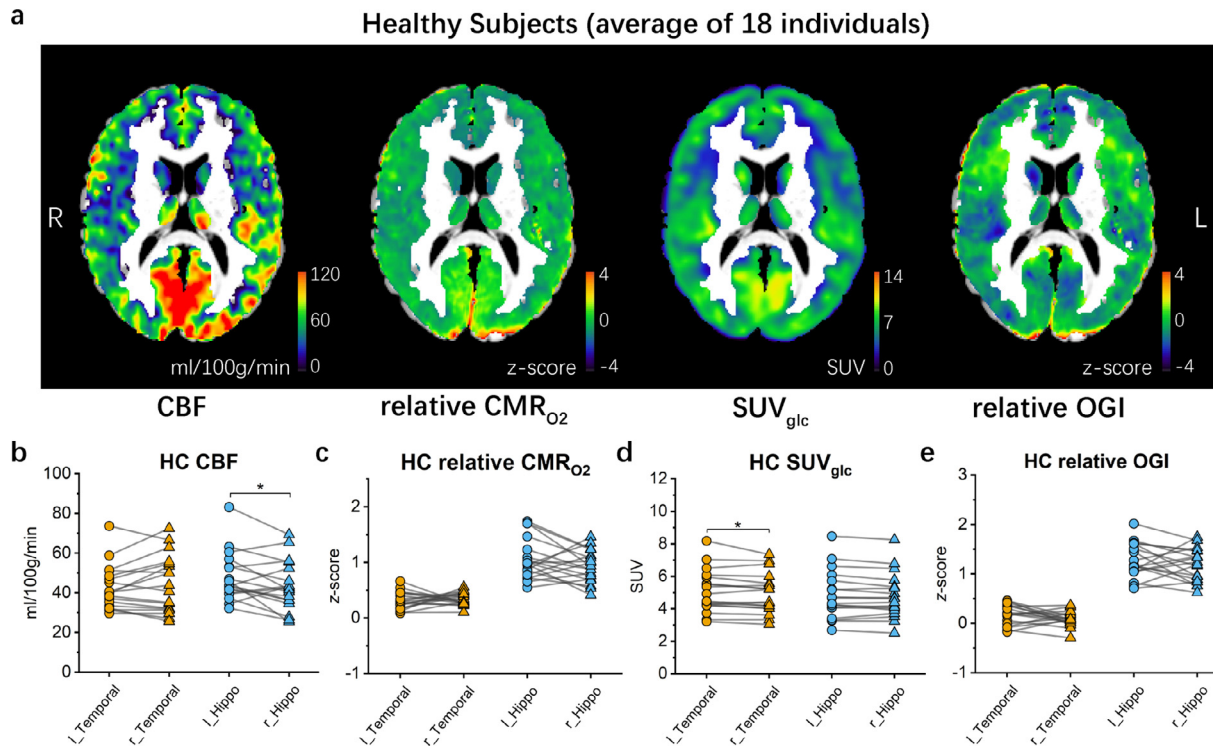 a
Healthy Subjects (average of 18 individuals)
R
L
120
60
0
ml/100g/min
4
0
-4
z-score
14
7
0
SUV
4
0
-4
z-score
CBF
relative CMRO2
SUVglc
relative OGI
b
HC CBF
100
80
60
40
20
0
ml/100g/min
*
l_Temporal
r_Temporal
l_Hippo
r_Hippo
c
HC relative CMRO2
2
1
0
-1
z-score
l_Temporal
r_Temporal
l_Hippo
r_Hippo
d
HC SUVglc
12
10
8
6
4
2
0
SUV
*
l_Temporal
r_Temporal
l_Hippo
r_Hippo
e
HC relative OGI
3
2
1
0
-1
z-score
l_Temporal
r_Temporal
l_Hippo
r_Hippo